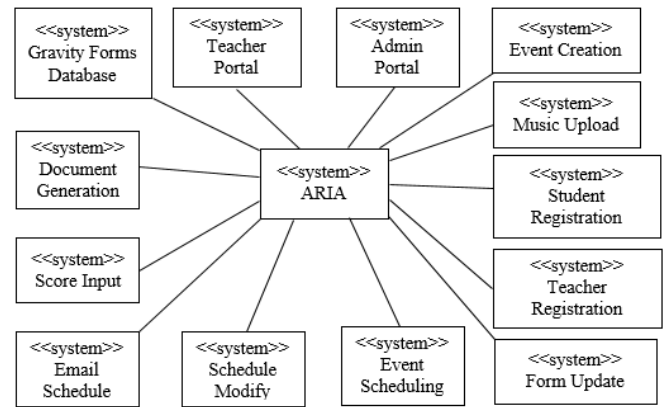 <<system>>
Gravity Forms
Database
<<system>>
Teacher
Portal
<<system>>
Admin
Portal
<<system>>
Event Creation
<<system>>
Music Upload
<<system>>
Document
Generation
<<system>>
ARIA
<<system>>
Student
Registration
<<system>>
Score Input
<<system>>
Teacher
Registration
<<system>>
Email
Schedule
<<system>>
Schedule
Modify
<<system>>
Event
Scheduling
<<system>>
Form Update